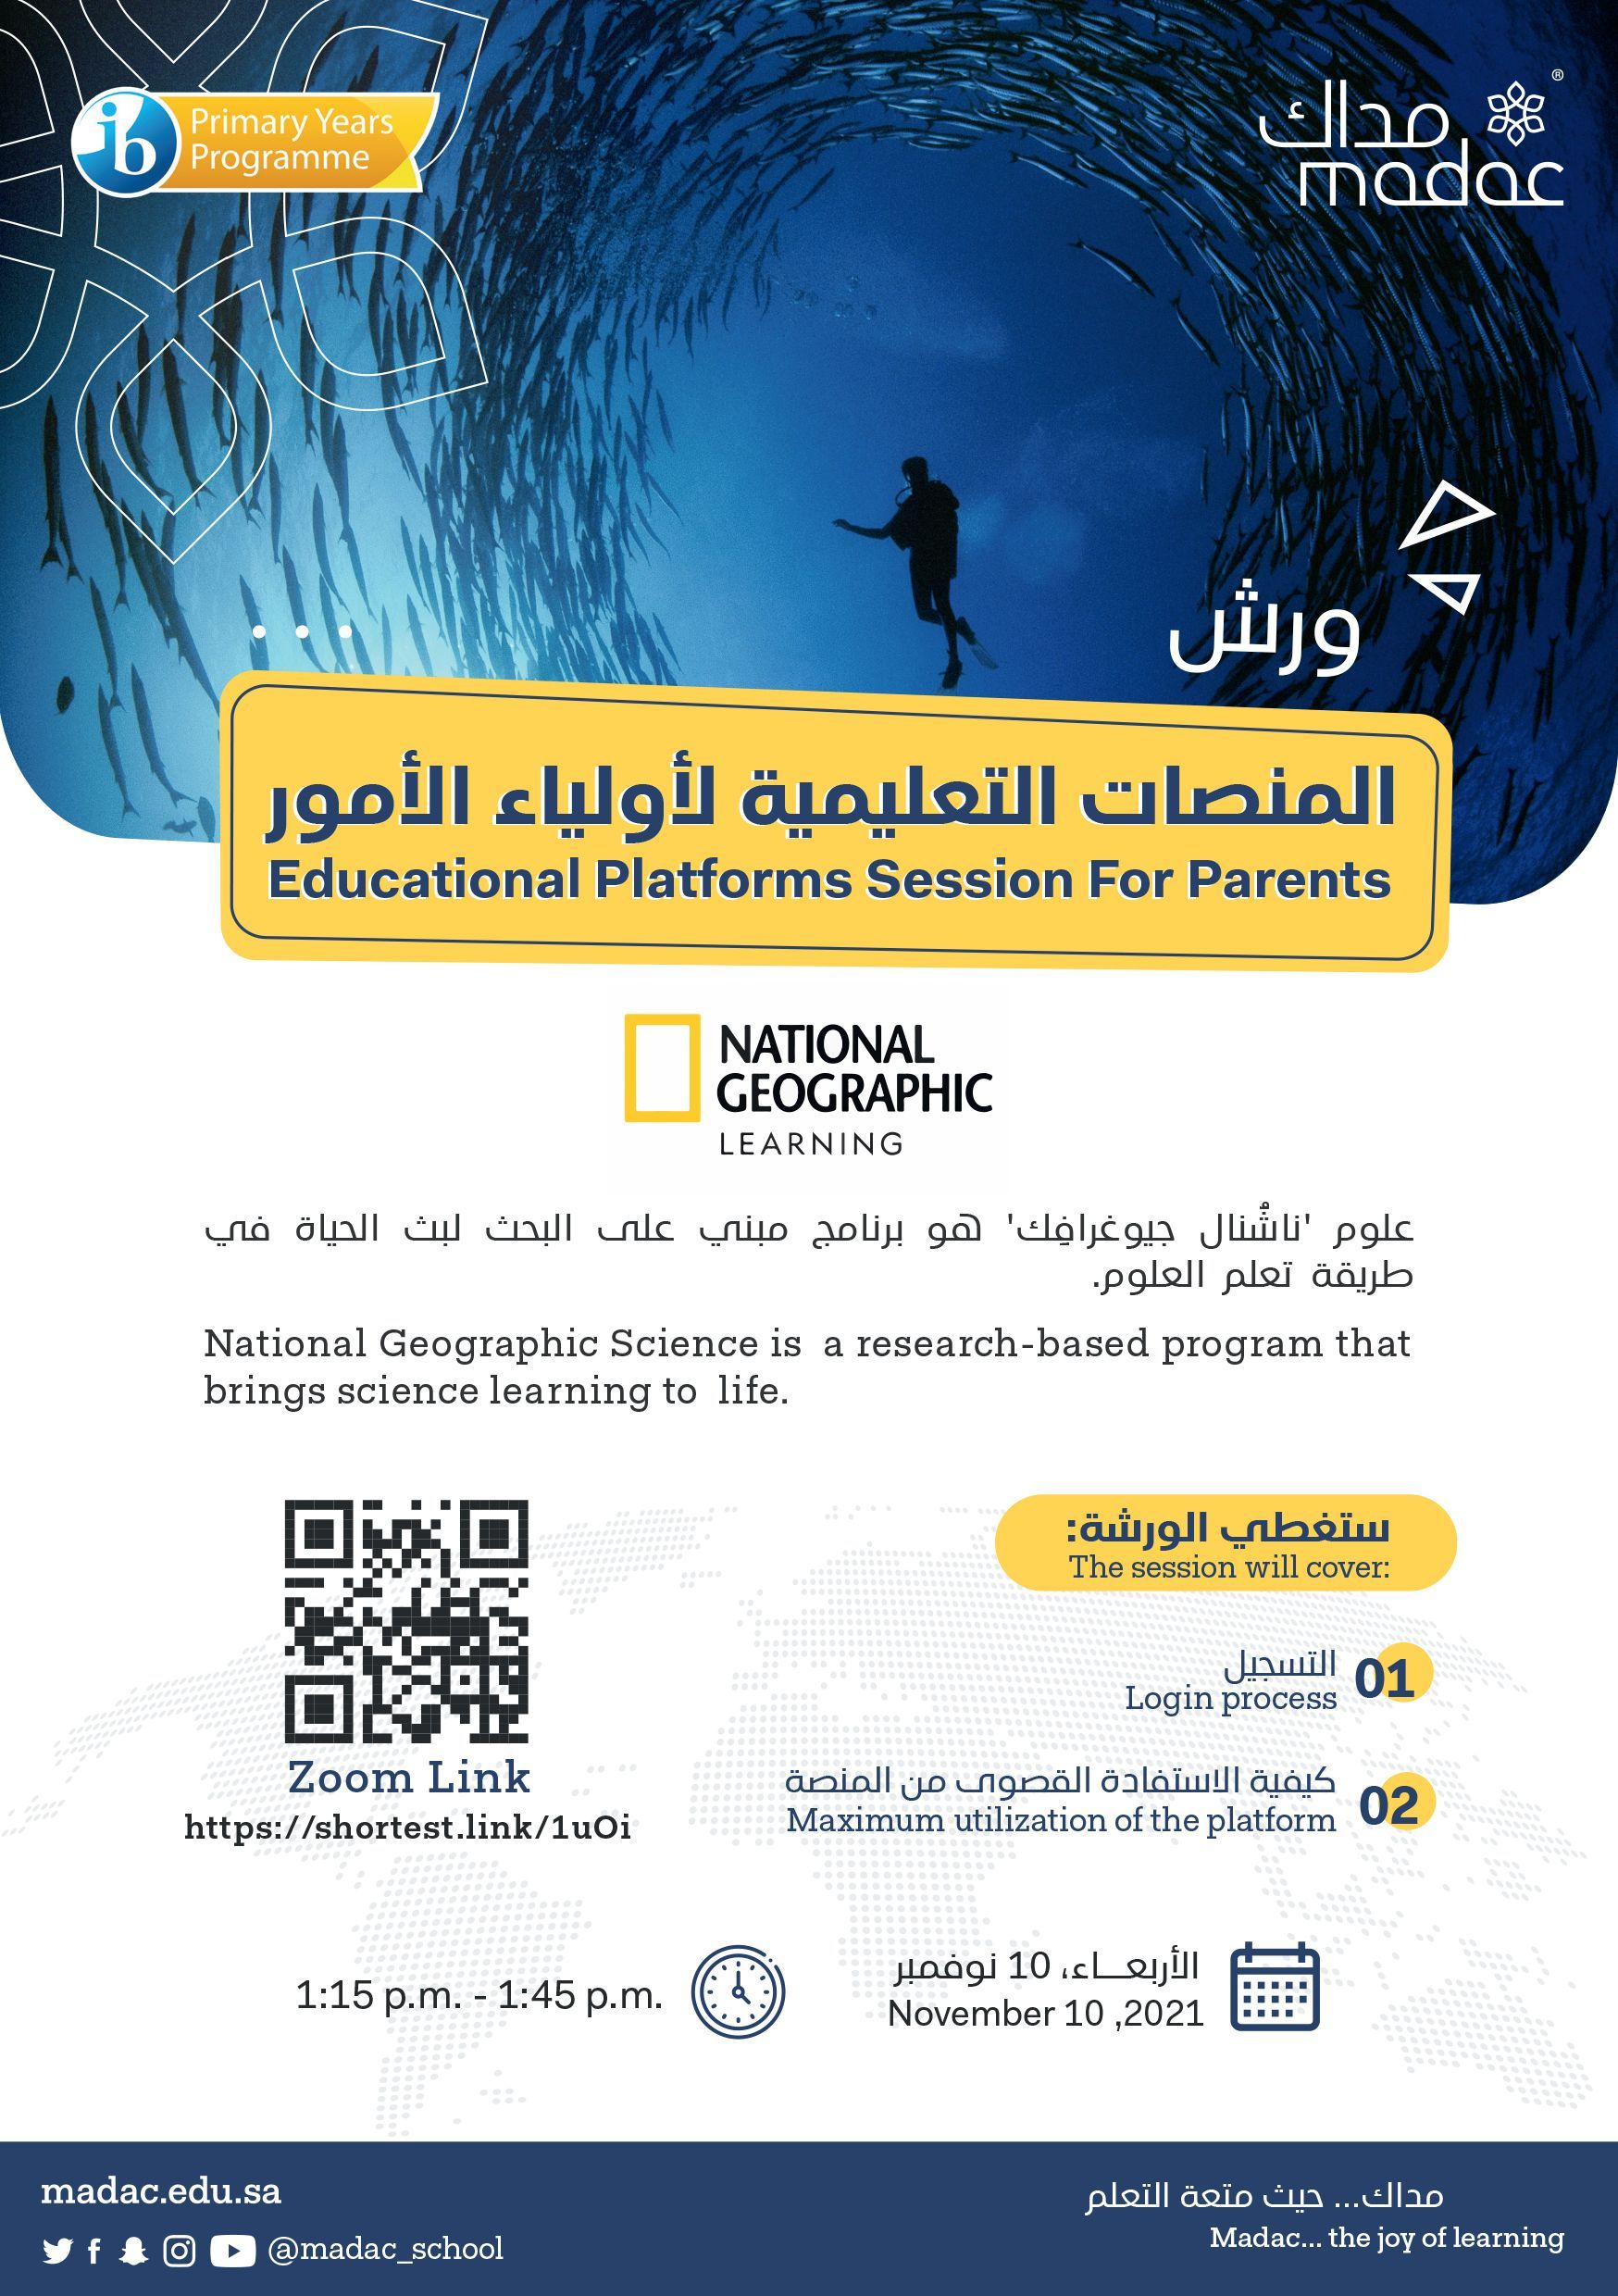 Primary Years
Programme
مداك
madac
ورش
المنصات التعليمية لأولياء الأمور
Educational Platforms Session For Parents
NATIONAL
GEOGRAPHIC
LEARNING
علوم 'ناشُنال جيوغرافِك' هو برنامج مبني على البحث لبث الحياة في
طريقة تعلم العلوم.
National Geographic Science is a research-based program that
brings science learning to life.
ستغطي الورشة:
The session will cover:
01
التسجيل
Login process
02
كيفية الاستفادة القصوى من المنصة
Maximum utilization of the platform
Zoom Link
https://shortest.link/1uOi
الأربعــاء، 10 نوفمبر
November 10 ,2021
1:15 p.m. - 1:45 p.m.
madac.edu.sa
@madac_school
مداك... حيث متعة التعلم
Madac... the joy of learning